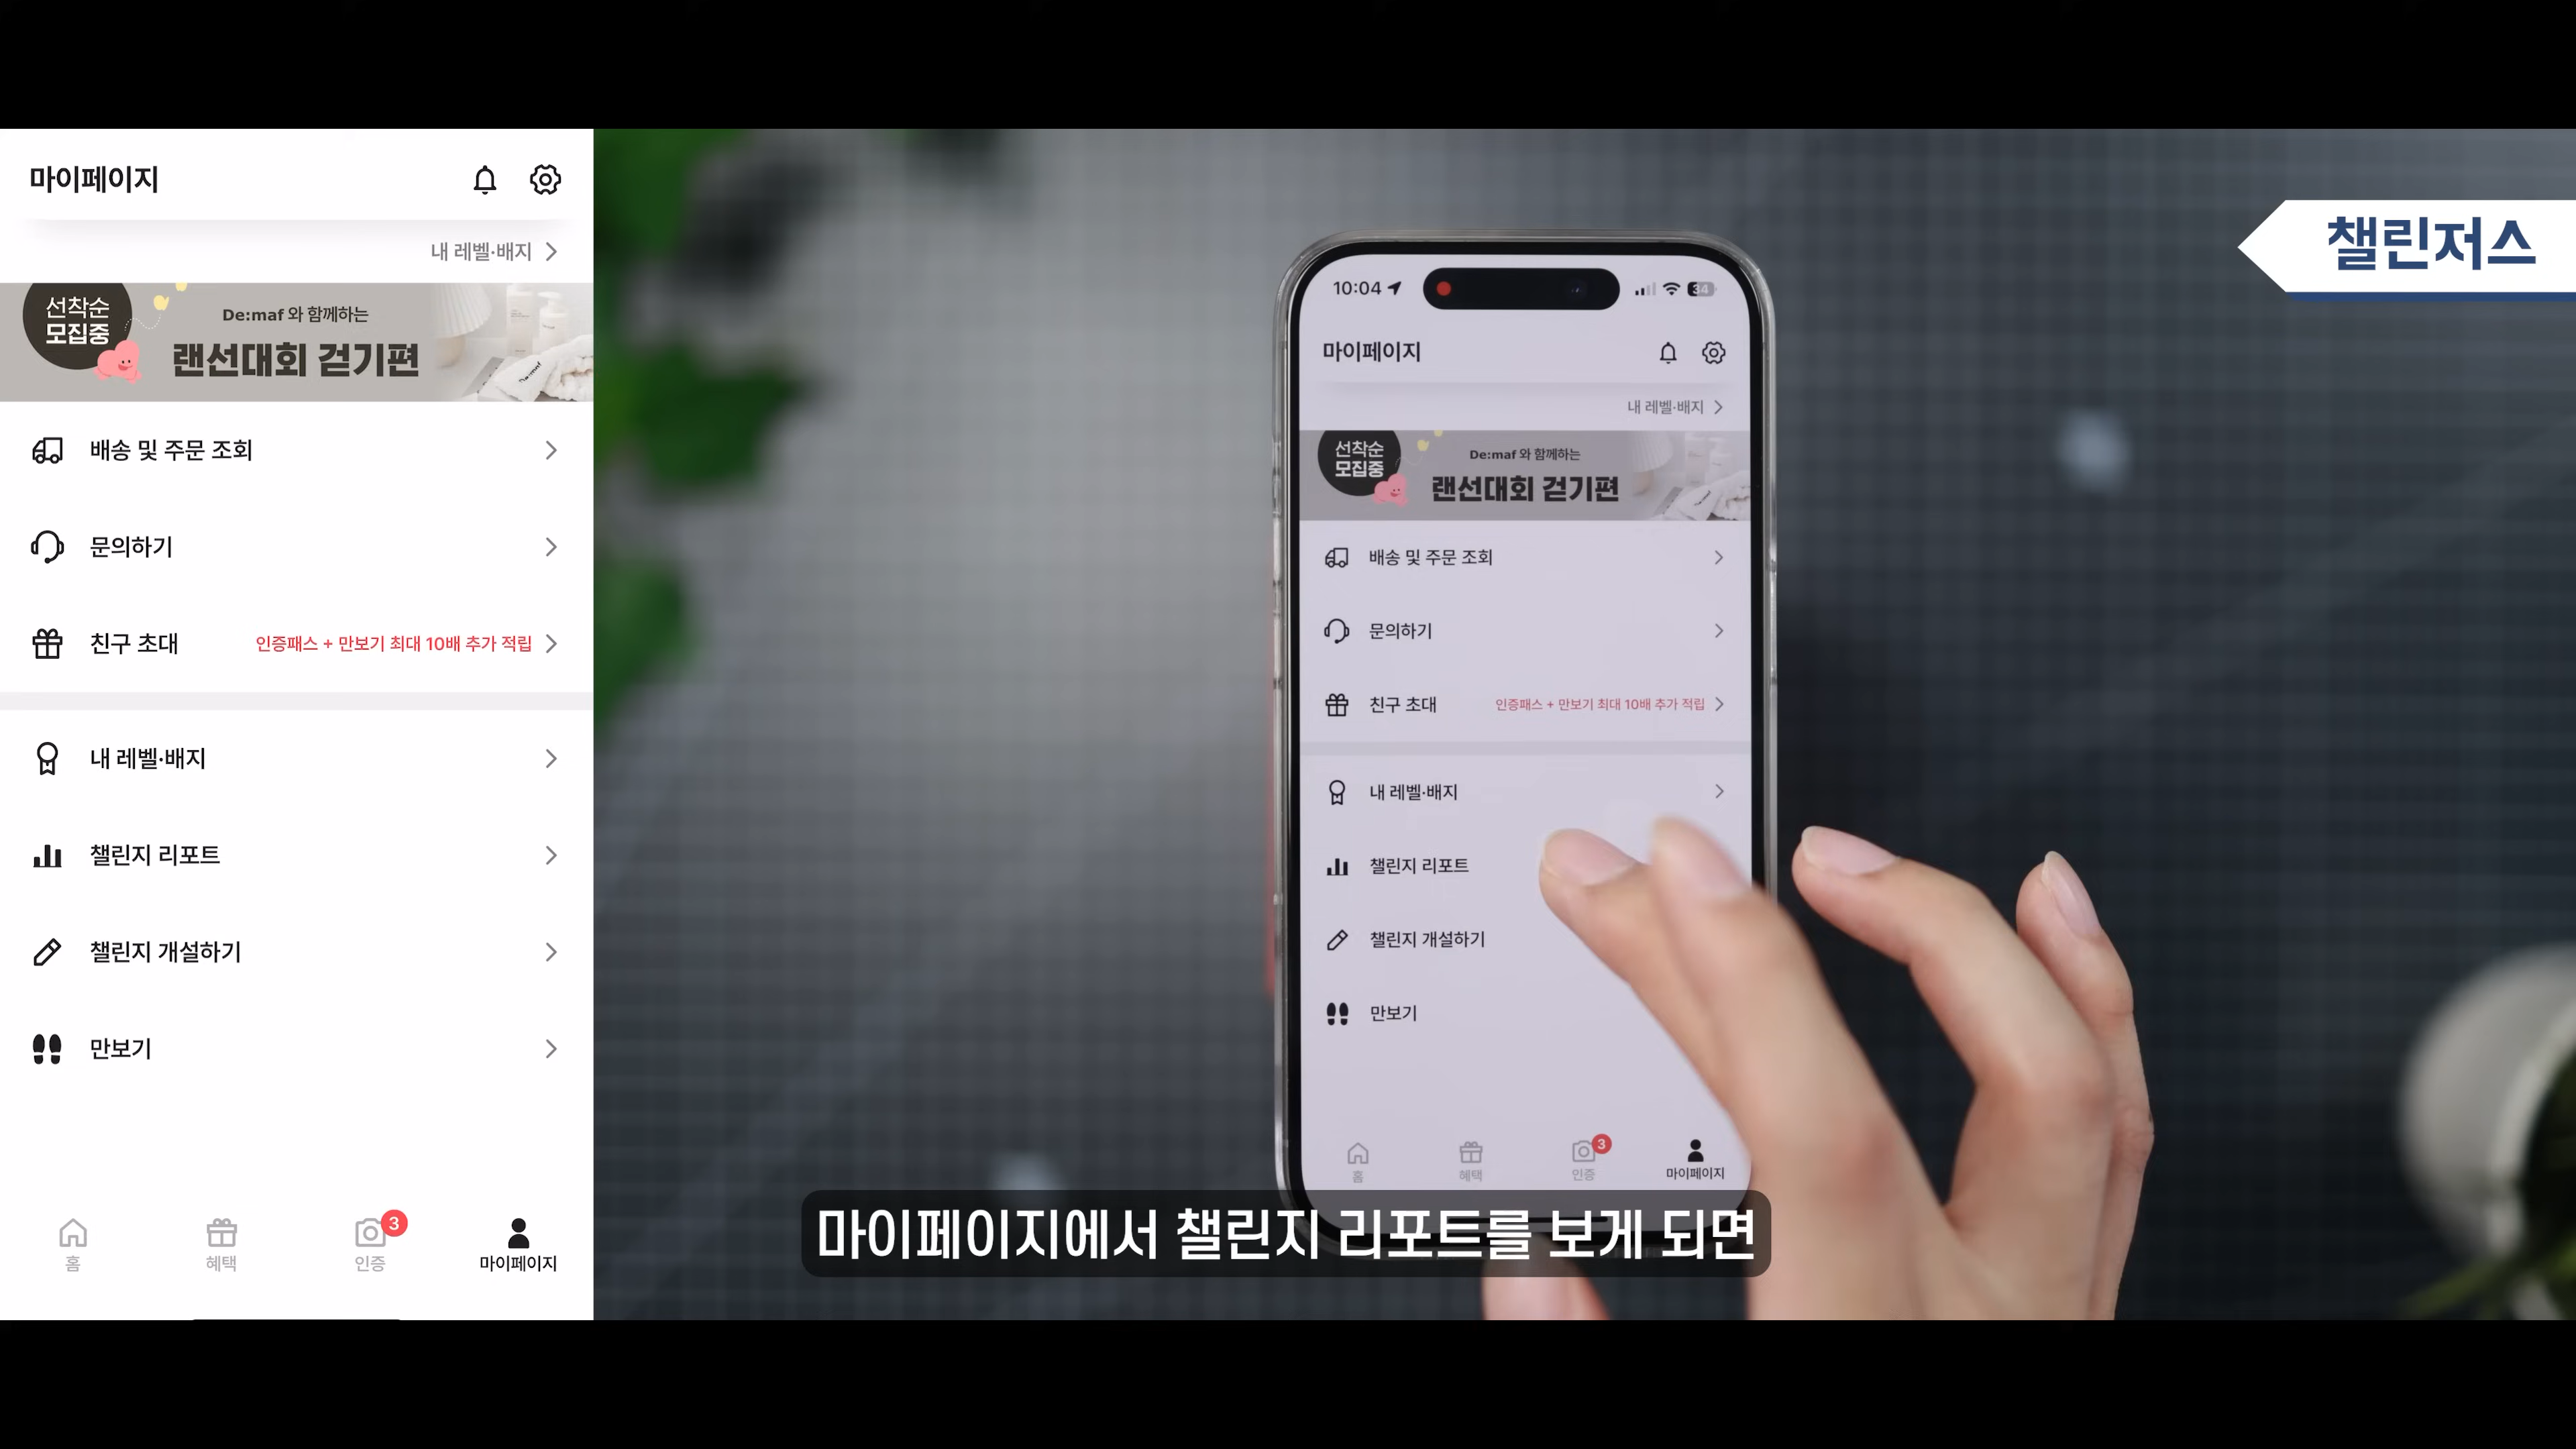 마이페이지
내 레벨·배지
선착순
모집중
De:maf 와 함께하는
랜선대회 걷기편
배송 및 주문 조회
문의하기
친구 초대
인증패스 + 만보기 최대 10배 추가 적립
내 레벨·배지
챌린지 리포트
챌린지 개설하기
만보기
홈
혜택
3
인증
마이페이지
10:04
34
마이페이지
내 레벨·배지
선착순
모집중
De:maf 와 함께하는
랜선대회 걷기편
배송 및 주문 조회
문의하기
친구 초대
인증패스 + 만보기 최대 10배 추가 적립
내 레벨·배지
챌린지 리포트
챌린지 개설하기
만보기
홈
혜택
3
인증
마이페이지
챌린저스
마이페이지에서 챌린지 리포트를 보게 되면